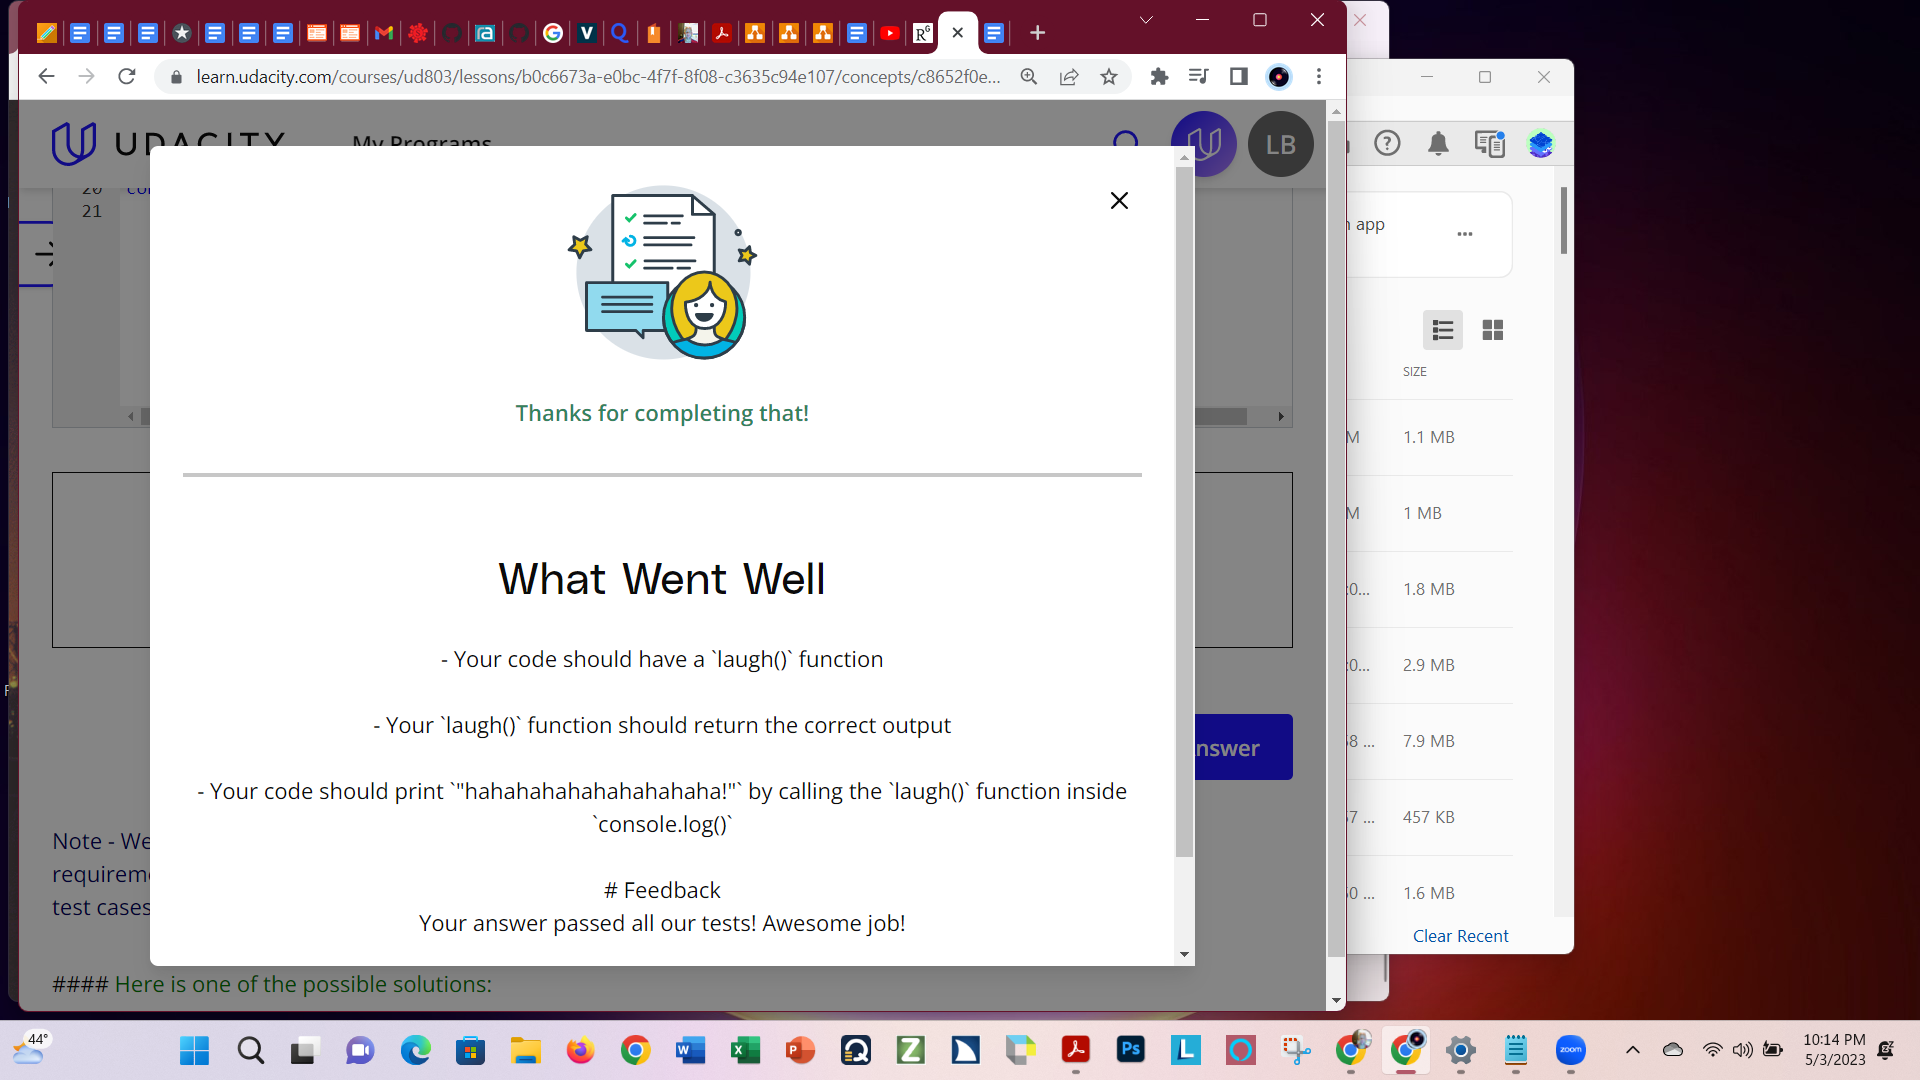 learn.udacity.com/courses/ud803/lessons/b0c6673a-e0bc-4f7f-8f08-c3635c94e107/concepts/c8652f0e...
UDACITY
My Programs
LB
20
21
app
SIZE
1.1 MB
1 MB
1.8 MB
2.9 MB
7.9 MB
457 KB
1.6 MB
Clear Recent
Thanks for completing that!
What Went Well
- Your code should have a `laugh()` function
- Your `laugh()` function should return the correct output
- Your code should print `"hahahahahahahahahaha!"` by calling the `laugh()` function inside
`console.log()`
# Feedback
Your answer passed all our tests! Awesome job!
nswer
Note - We
requirem
test cases
#### Here is one of the possible solutions:
44°
zoom
10:14 PM
5/3/2023